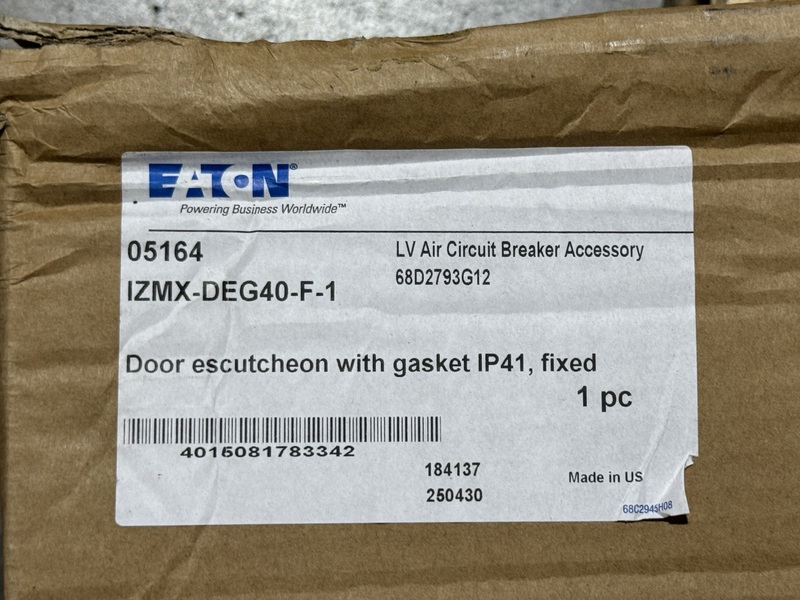 EATON®
Powering Business Worldwide™
05164
LV Air Circuit Breaker Accessory
IZMX-DEG40-F-1
68D2793G12
Door escutcheon with gasket IP41, fixed
1 pc
4015081783342
184137
250430
Made in US
68C2945H08